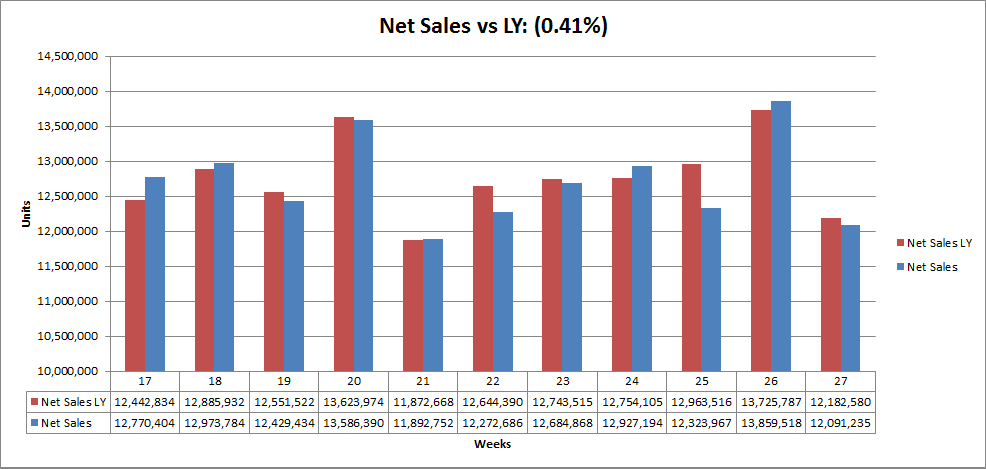 Net Sales vs LY: (0.41%)
14,500,000
14,000,000
13,500,000
13,000,000
12,500,000
12,000,000
11,500,000
11,000,000
10,500,000
10,000,000
Units
Net Sales LY
Net Sales
17 18 19 20 21 22 23 24 25 26 27
Net Sales LY 12,442,834 12,885,932 12,551,522 13,623,974 11,872,668 12,644,390 12,743,515 12,754,105 12,963,516 13,725,787 12,182,580
Net Sales 12,770,404 12,973,784 12,429,434 13,586,390 11,892,752 12,272,686 12,684,868 12,927,194 12,323,967 13,859,518 12,091,235
Weeks